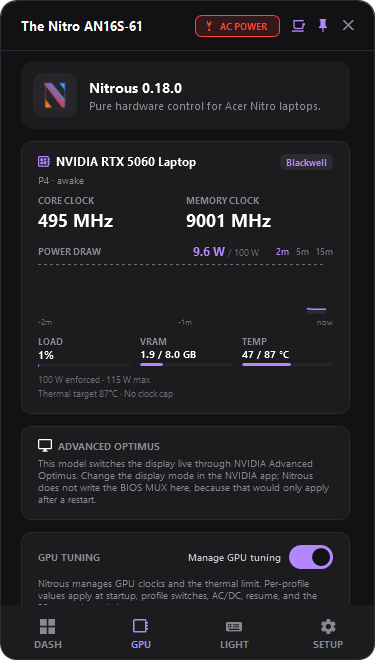 The Nitro AN16S-61
AC POWER
Nitrous 0.18.0
Pure hardware control for Acer Nitro laptops.
NVIDIA RTX 5060 Laptop
Blackwell
P4 · awake
CORE CLOCK
MEMORY CLOCK
495 MHz
9001 MHz
POWER DRAW
9.6 W / 100 W
2m 5m 15m
-2m
-1m
now
LOAD
VRAM
TEMP
1%
1.9 / 8.0 GB
47 / 87 °C
100 W enforced · 115 W max
Thermal target 87°C · No clock cap
ADVANCED OPTIMUS
This model switches the display live through NVIDIA Advanced
Optimus. Change the display mode in the NVIDIA app; Nitrous
does not write the BIOS MUX here, because that would only apply
after a restart.
GPU TUNING
Manage GPU tuning
Nitrous manages GPU clocks and the thermal limit. Per-profile
values apply at startup, profile switches, AC/DC, resume, and the
DASH
GPU
LIGHT
SETUP